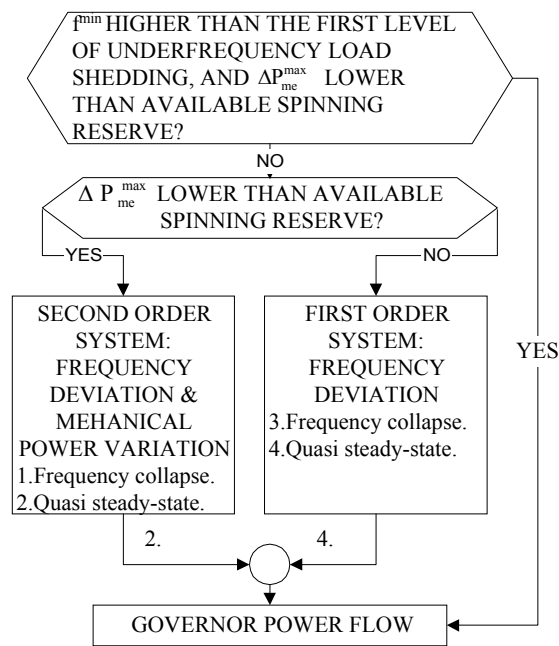 f^min HIGHER THAN THE FIRST LEVEL
OF UNDERFREQUENCY LOAD
SHEDDING, AND ΔP_me^max LOWER
THAN AVAILABLE SPINNING
RESERVE?
NO
Δ P_me^max LOWER THAN AVAILABLE
SPINNING RESERVE?
YES
NO
SECOND ORDER
SYSTEM:
FREQUENCY
DEVIATION &
MEHANICAL
POWER VARIATION
1.Frequency collapse.
2.Quasi steady-state.
FIRST ORDER
SYSTEM:
FREQUENCY
DEVIATION
3.Frequency collapse.
4.Quasi steady-state.
YES
2.
4.
GOVERNOR POWER FLOW